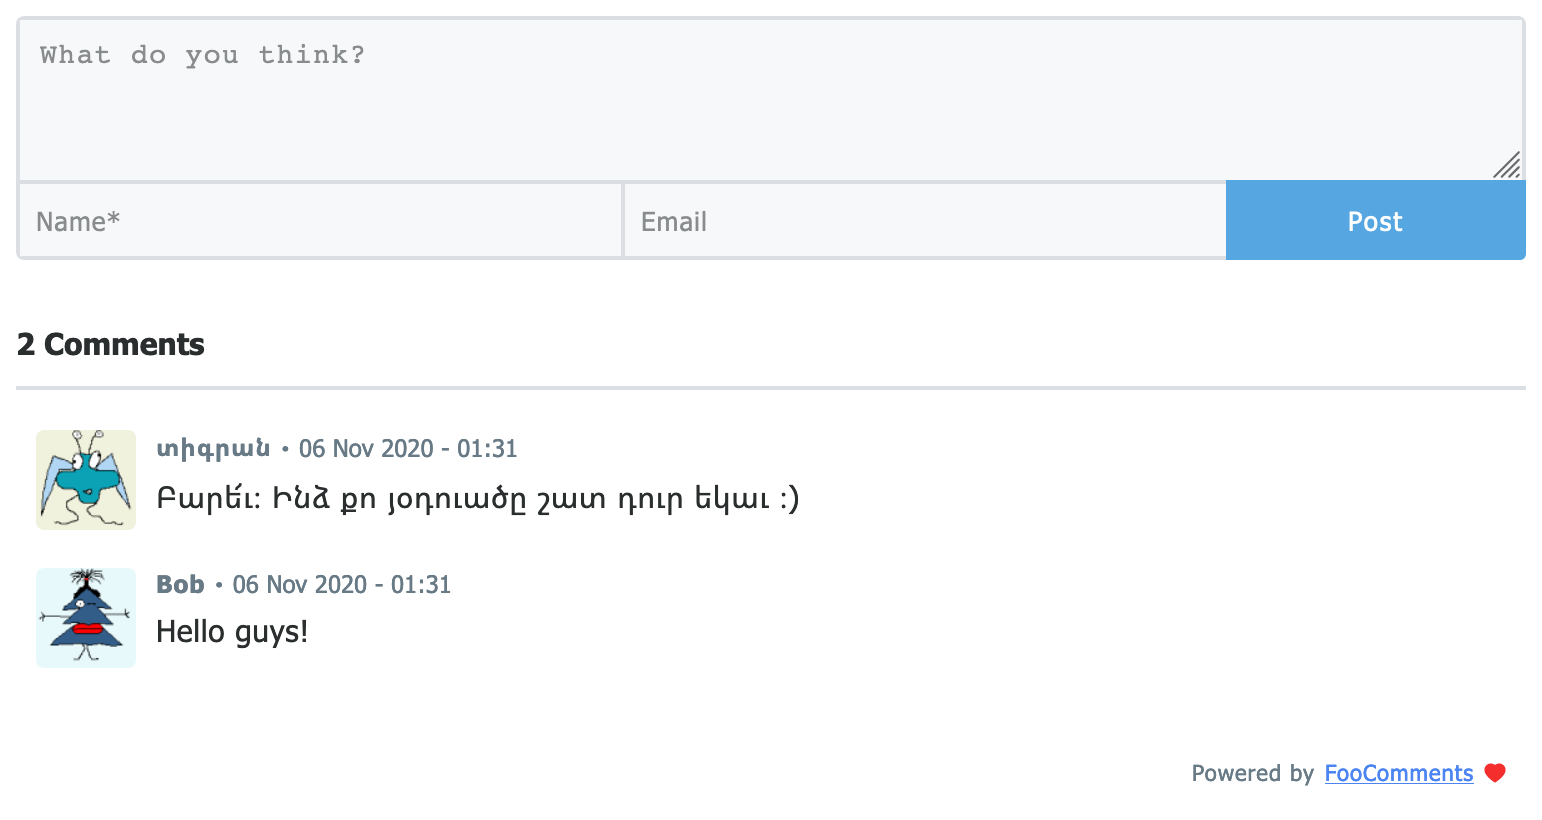 What do you think?
Name*
Email
Post
2 Comments
տիգրան • 06 Nov 2020 - 01:31
Բարե՛ւ: Ինձ քո յօդուածը շատ դուր եկաւ :)
Bob • 06 Nov 2020 - 01:31
Hello guys!
Powered by FooComments ❤